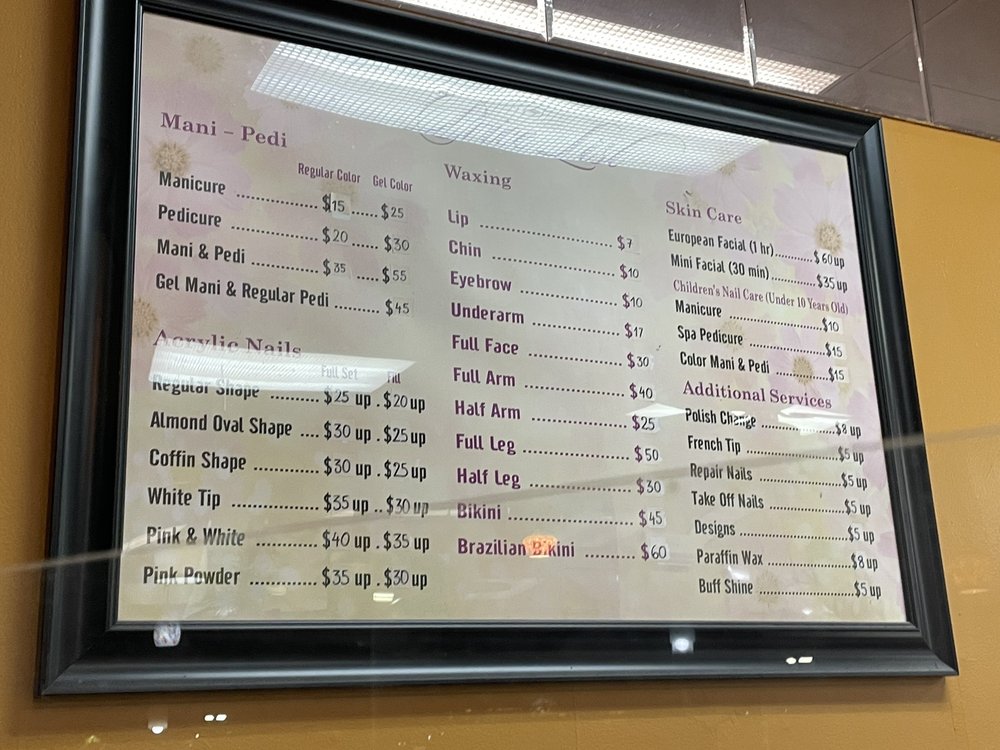 Mani - Pedi
Regular Color Gel Color
Manicure ........ $15 ...... $25
Pedicure ........ $20 ...... $30
Mani & Pedi ........ $35 ..... $55
Gel Mani & Regular Pedi .......... $45
Acrylic Nails
Full Set Fill
Regular Shape .......... $25 up . $20 up
Almond Oval Shape .... $30 up . $25 up
Coffin Shape ............. $30 up . $25 up
White Tip .................. $35 up .. $30 up
Pink & White ............. $40 up . $35 up
Pink Powder ............. $35 up . $30 up
Waxing
Lip .......................... $7
Chin ........................ $10
Eyebrow ..................... $10
Underarm .................. $17
Full Face .................. $30
Full Arm .................... $40
Half Arm .................... $25
Full Leg ..................... $50
Half Leg ..................... $30
Bikini ......................... $45
Brazilian Bikini .......... $60
Skin Care
European Facial (1 hr) .......... $60 up
Mini Facial (30 min) ............ $35 up
Children's Nail Care (Under 10 Years Old)
Manicure ...................... $10
Spa Pedicure .................. $15
Color Mani & Pedi ............. $15
Additional Services
Polish Change .................. $8 up
French Tip ........................ $5 up
Repair Nails ..................... $5 up
Take Off Nails ................... $5 up
Designs ............................ $5 up
Paraffin Wax ..................... $8 up
Buff Shine ........................ $5 up